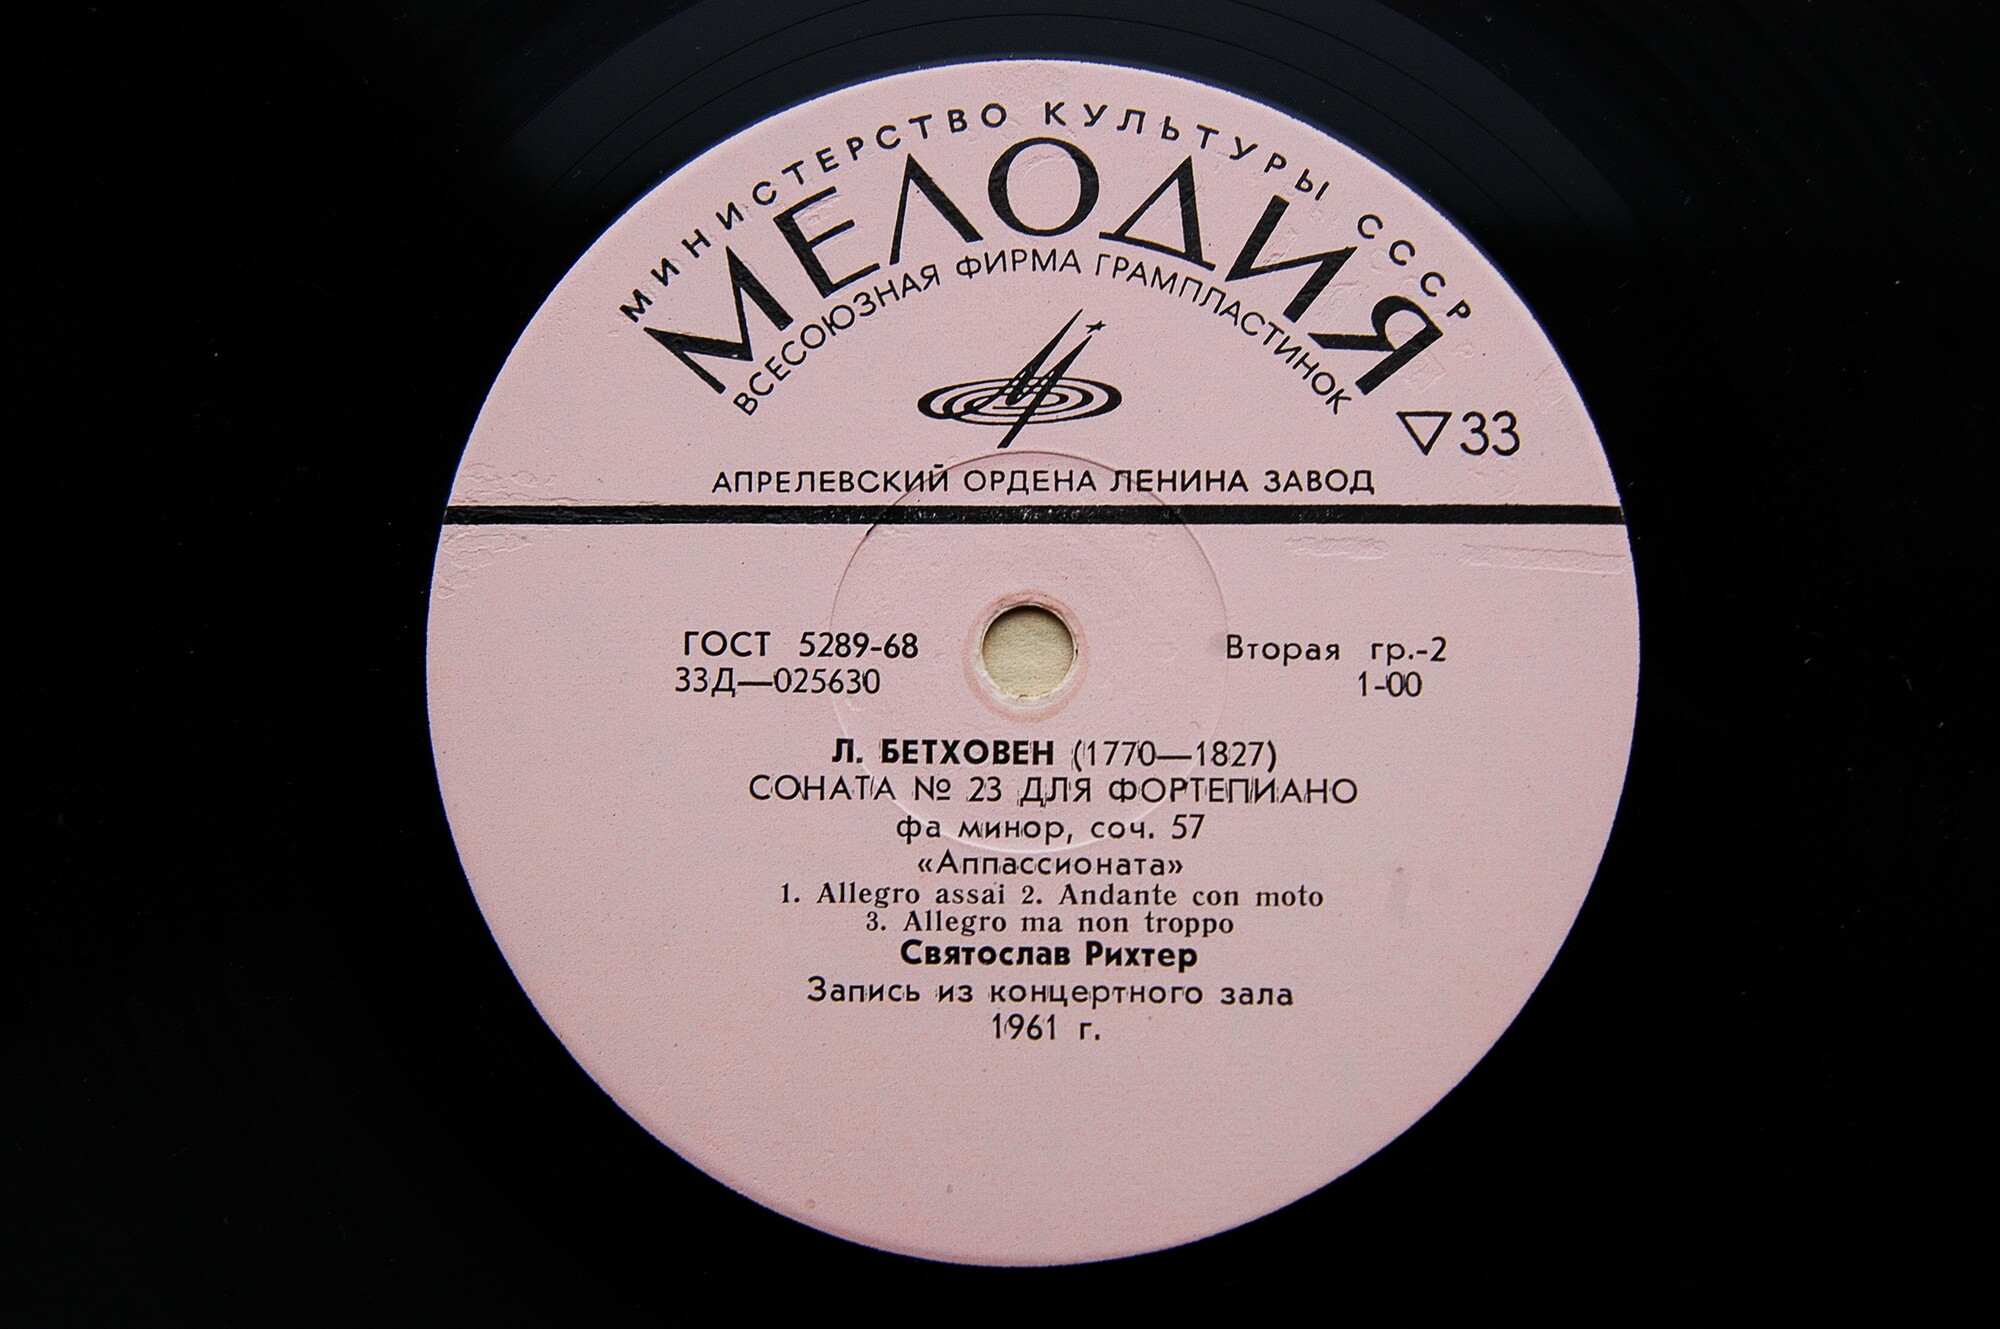 МИНИСТЕРСТВО КУЛЬТУРЫ СССР
МЕЛОДИЯ
ВСЕСОЮЗНАЯ ФИРМА ГРАМПЛАСТИНОК
▽33
АПРЕЛЕВСКИЙ ОРДЕНА ЛЕНИНА ЗАВОД
ГОСТ 5289-68
33Д—025630
Вторая гр.-2
1-00
Л. БЕТХОВЕН (1770—1827)
СОНАТА № 23 ДЛЯ ФОРТЕПИАНО
фа минор, соч. 57
«Аппассионата»
1. Allegro assai 2. Andante con moto
3. Allegro ma non troppo
Святослав Рихтер
Запись из концертного зала
1961 г.